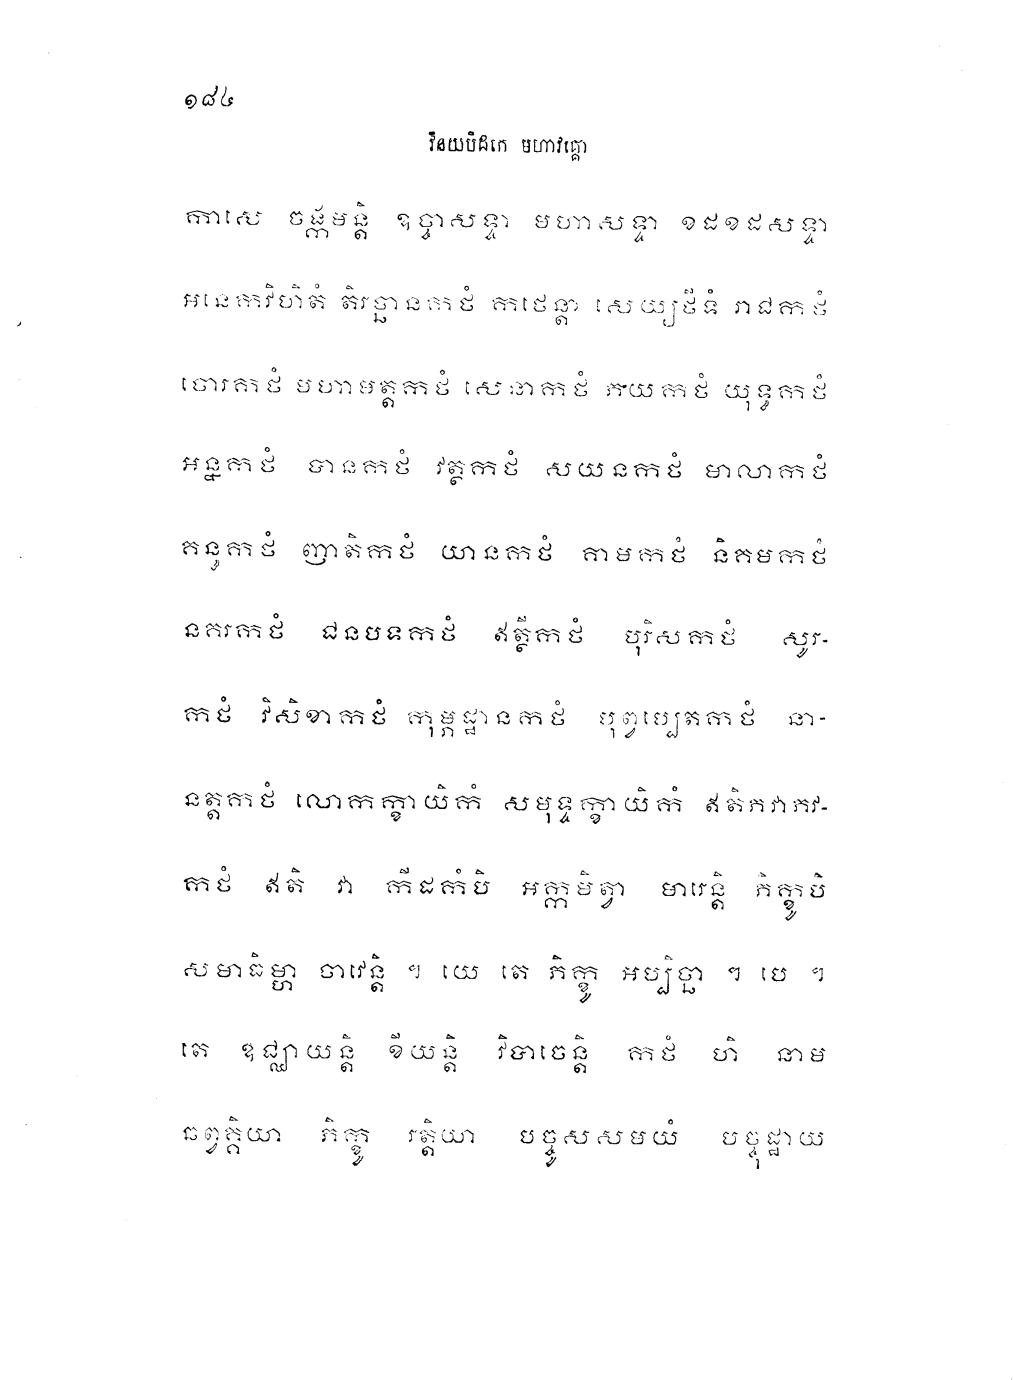 ១៨៤
វិនយបិដកេ មហាវគ្គោ
កាសេ ចង្កមន្តិ ឧច្ចាសទ្ទា មហាសទ្ទា ខដខដសទ្ទា
អនេកវិហិតំ តិរច្ឆានកថំ កថេន្តា សេយ្យថីទំ រាជកថំ
ចោរកថំ មហាមត្តកថំ សេនាកថំ ភយកថំ យុទ្ធកថំ
អន្នកថំ បានកថំ វត្ថកថំ សយនកថំ មាលាកថំ
គន្ធកថំ ញាតិកថំ យានកថំ គាមកថំ និគមកថំ
នគរកថំ ជនបទកថំ ឥត្ថីកថំ បុរិសកថំ សូរ-
កថំ វិសិខាកថំ កុម្ភដ្ឋានកថំ បុព្វប្បេតកថំ នា-
នត្តកថំ លោកក្ខាយិកំ សមុទ្ទក្ខាយិកំ ឥតិភវាភវ-
កថំ ឥតិ វា កីដកំបិ អក្កមិត្វា មារេន្តិ ភិក្ខូបិ
សមាធិម្ហា ចាវេន្តិ ។ យេ តេ ភិក្ខូ អប្បិច្ឆា ។ បេ ។
តេ ឧជ្ឈាយន្តិ ខីយន្តិ វិបាចេន្តិ កថំ ហិ នាម
ឆព្វគ្គិយា ភិក្ខូ រត្តិយា បច្ចូសសមយំ បច្ចុដ្ឋាយ